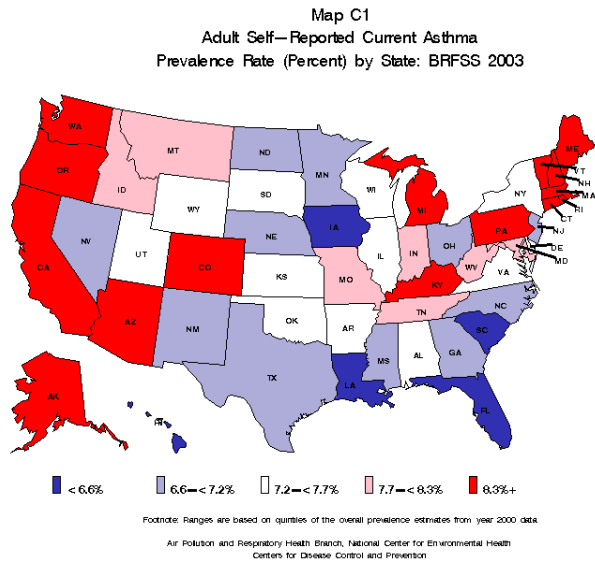 Map C1
Adult Self-Reported Current Asthma
Prevalence Rate (Percent) by State: BRFSS 2003
WA
OR
CA
NV
ID
MT
WY
UT
CO
AZ
NM
ND
SD
NE
KS
OK
TX
MN
IA
MO
AR
LA
WI
IL
MI
IN
OH
KY
TN
MS
AL
GA
FL
SC
NC
VA
WV
PA
NY
ME
VT
NH
MA
RI
CT
NJ
DE
MD
AK
HI
< 6.6%
6.6-< 7.2%
7.2-< 7.7%
7.7-< 8.3%
8.3%+
Footnote: Ranges are based on quintiles of the overall prevalence estimates from year 2000 data
Air Pollution and Respiratory Health Branch, National Center for Environmental Health
Centers for Disease Control and Prevention